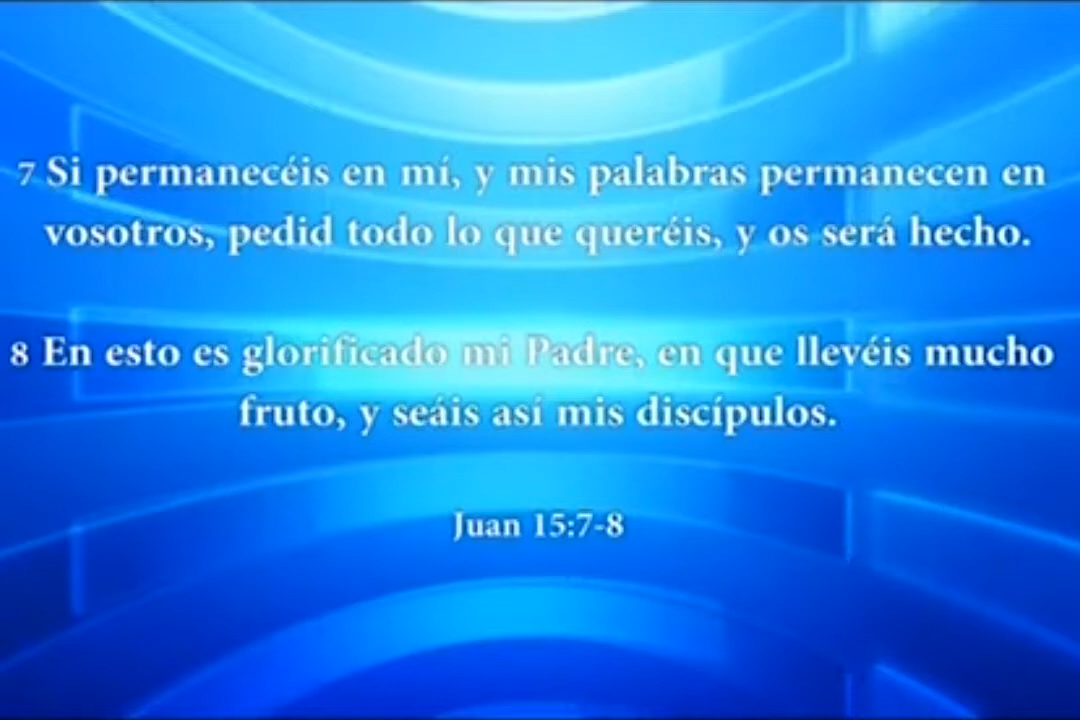 7 Si permanecéis en mí, y mis palabras permanecen en
vosotros, pedid todo lo que queréis, y os será hecho.
8 En esto es glorificado mi Padre, en que llevéis mucho
fruto, y seáis así mis discípulos.
Juan 15:7-8